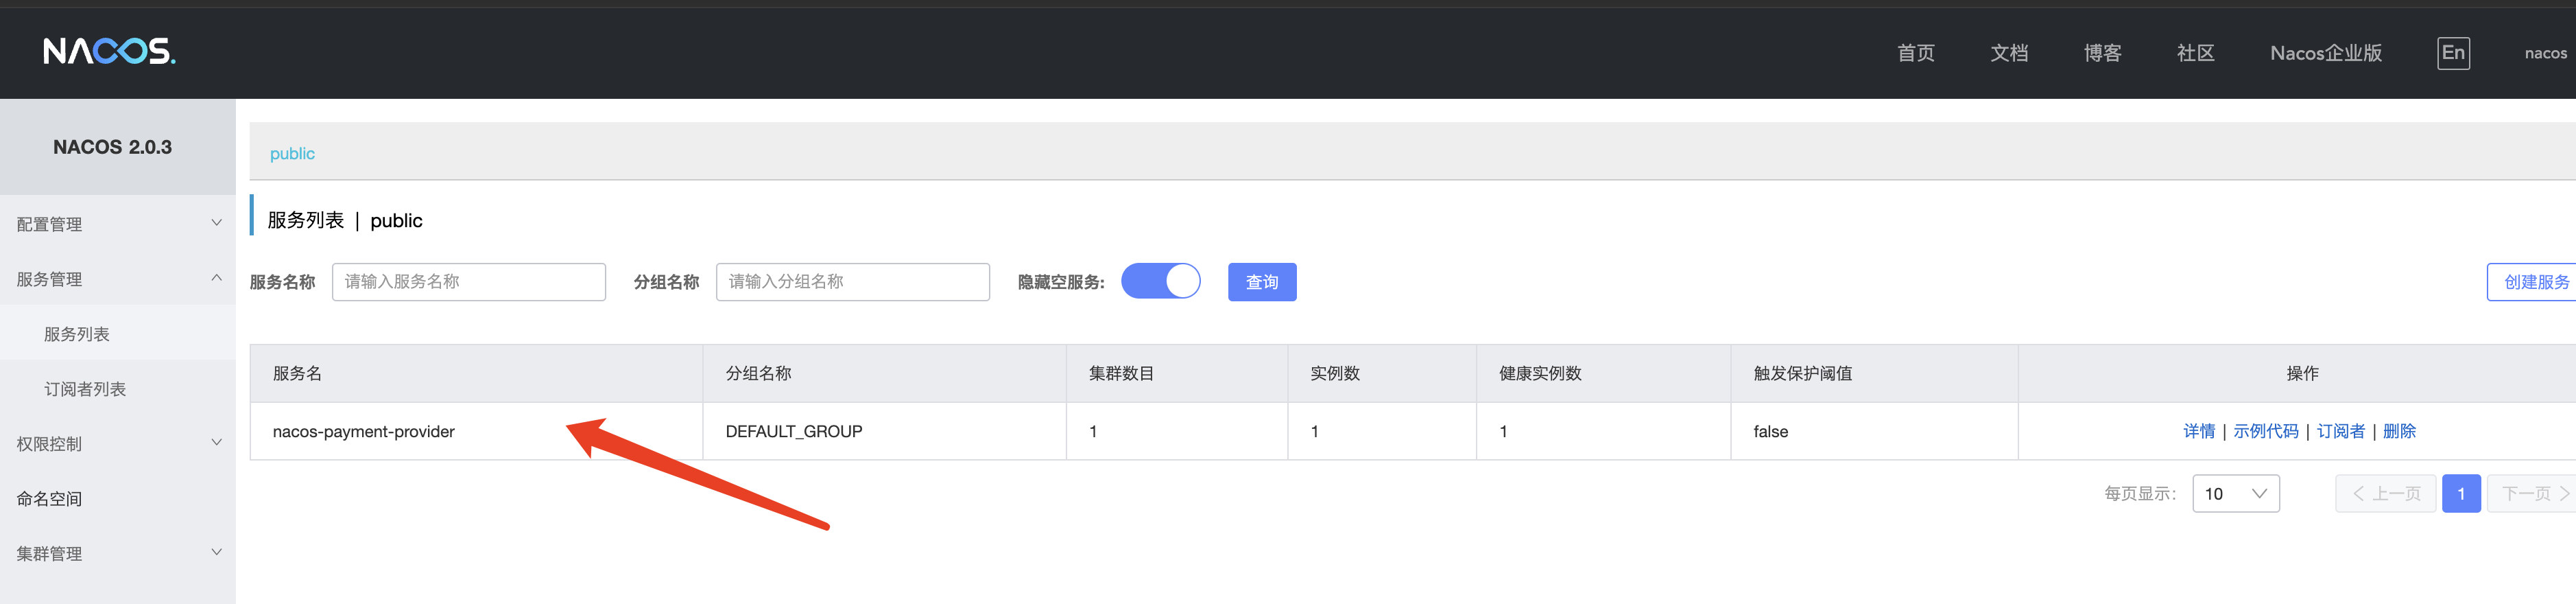 NACOS.
首页 文档 博客 社区 Nacos企业版 En nacos
NACOS 2.0.3
配置管理
服务管理
服务列表
订阅者列表
权限控制
命名空间
集群管理
public
服务列表 | public
服务名称 请输入服务名称 分组名称 请输入分组名称 隐藏空服务: 查询 创建服务
服务名 分组名称 集群数目 实例数 健康实例数 触发保护阈值 操作
nacos-payment-provider DEFAULT_GROUP 1 1 1 false 详情 | 示例代码 | 订阅者 | 删除
每页显示: 10 上一页 1 下一页